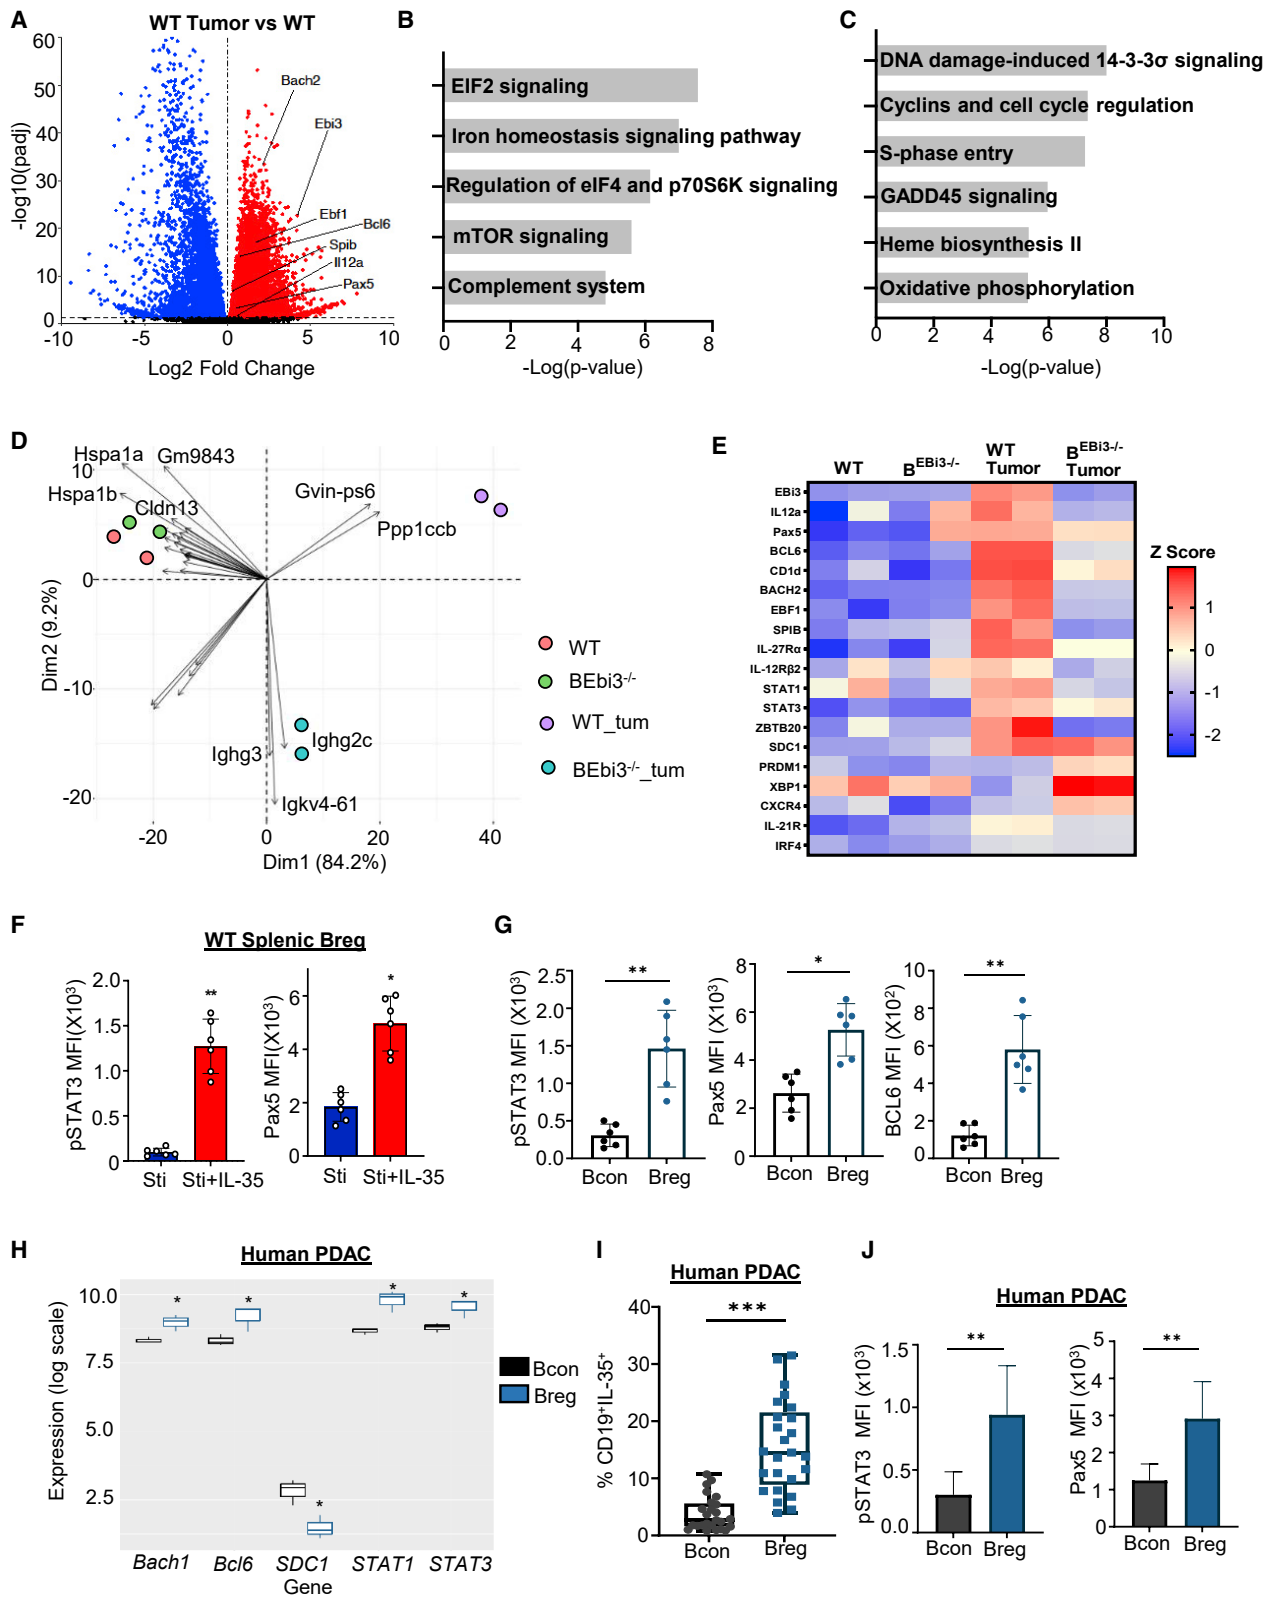 A
WT Tumor vs WT
60
50
40
30
20
10
0
-log10(padj)
Bach2
Ebi3
Ebf1
Bcl6
Spib
Il12a
Pax5
-10
-5
0
5
10
Log2 Fold Change
B
EIF2 signaling
Iron homeostasis signaling pathway
Regulation of eIF4 and p70S6K signaling
mTOR signaling
Complement system
0
2
4
6
8
-Log(p-value)
C
DNA damage-induced 14-3-3σ signaling
Cyclins and cell cycle regulation
S-phase entry
GADD45 signaling
Heme biosynthesis II
Oxidative phosphorylation
0
2
4
6
8
10
-Log(p-value)
D
Hspa1a
Gm9843
Hspa1b
Cldn13
Gvin-ps6
Ppp1ccb
Ighg3
Ighg2c
Igkv4-61
10
0
-10
-20
Dim2 (9.2%)
-20
0
20
40
Dim1 (84.2%)
WT
BEbi3-/-
WT_tum
BEbi3-/-_tum
E
WT
BEBi3-/-
WT
Tumor
BEBi3-/-
Tumor
EBi3
IL12a
Pax5
BCL6
CD1d
BACH2
EBF1
SPIB
IL-27Rα
IL-12Rβ2
STAT1
STAT3
ZBTB20
SDC1
PRDM1
XBP1
CXCR4
IL-21R
IRF4
Z Score
1
0
-1
-2
F
WT Splenic Breg
pSTAT3 MFI(X10³)
2.0
1.5
1.0
0.5
0
**
Sti
Sti+IL-35
Pax5 MFI(X10³)
6
4
2
0
*
Sti
Sti+IL-35
G
pSTAT3 MFI (X10³)
2.5
2.0
1.5
1.0
0.5
0.0
**
Bcon
Breg
Pax5 MFI (X10³)
8
6
4
2
0
*
Bcon
Breg
BCL6 MFI (X10²)
10
8
6
4
2
0
**
Bcon
Breg
H
Human PDAC
Expression (log scale)
10.0
7.5
5.0
2.5
*
*
*
*
*
Bach1
Bcl6
SDC1
STAT1
STAT3
Gene
Bcon
Breg
I
Human PDAC
% CD19⁺IL-35⁺
40
30
20
10
0
***
Bcon
Breg
J
Human PDAC
pSTAT3 MFI (x10³)
1.5
1.0
0.5
0.0
**
Bcon
Breg
Pax5 MFI (x10³)
5
4
3
2
1
0
**
Bcon
Breg